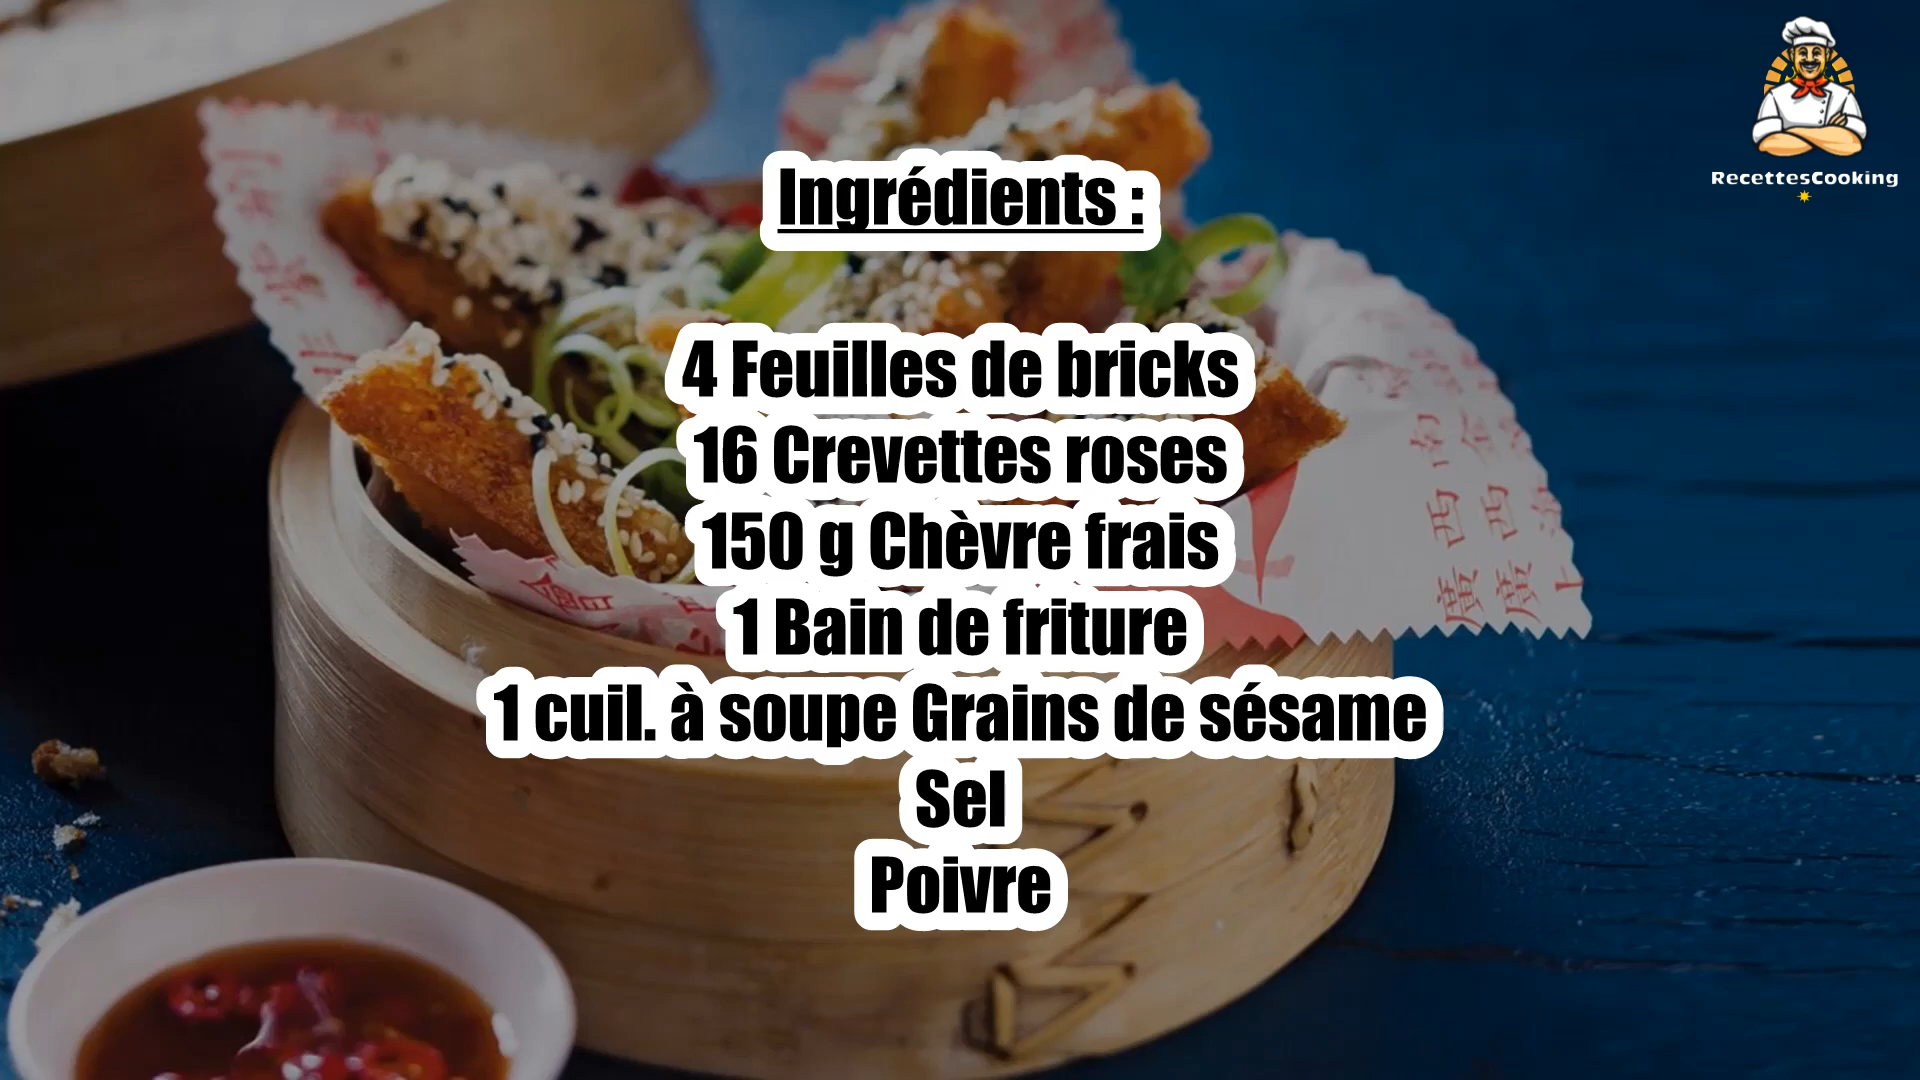 RecettesCooking
Ingrédients :
4 Feuilles de bricks
16 Crevettes roses
150 g Chèvre frais
1 Bain de friture
1 cuil. à soupe Grains de sésame
Sel
Poivre